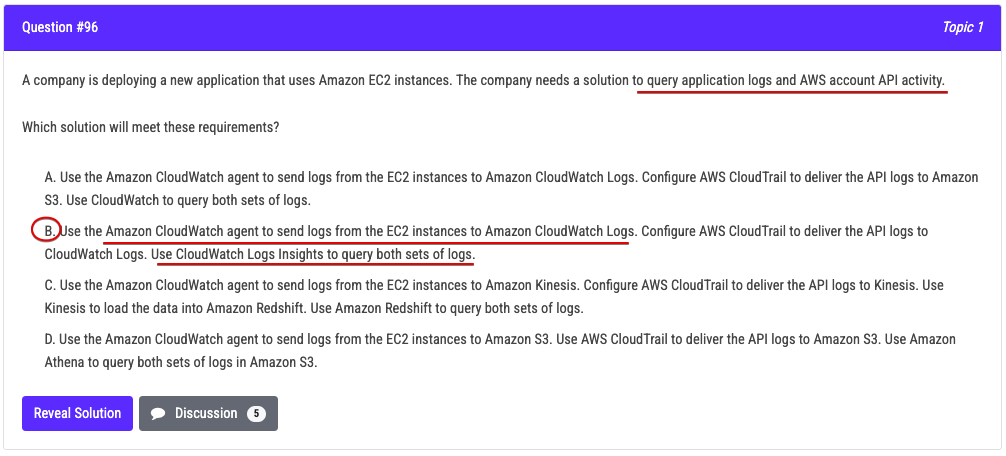 Question #96
Topic 1
A company is deploying a new application that uses Amazon EC2 instances. The company needs a solution to query application logs and AWS account API activity.
Which solution will meet these requirements?
A. Use the Amazon CloudWatch agent to send logs from the EC2 instances to Amazon CloudWatch Logs. Configure AWS CloudTrail to deliver the API logs to Amazon
S3. Use CloudWatch to query both sets of logs.
B. Use the Amazon CloudWatch agent to send logs from the EC2 instances to Amazon CloudWatch Logs. Configure AWS CloudTrail to deliver the API logs to
CloudWatch Logs. Use CloudWatch Logs Insights to query both sets of logs.
C. Use the Amazon CloudWatch agent to send logs from the EC2 instances to Amazon Kinesis. Configure AWS CloudTrail to deliver the API logs to Kinesis. Use
Kinesis to load the data into Amazon Redshift. Use Amazon Redshift to query both sets of logs.
D. Use the Amazon CloudWatch agent to send logs from the EC2 instances to Amazon S3. Use AWS CloudTrail to deliver the API logs to Amazon S3. Use Amazon
Athena to query both sets of logs in Amazon S3.
Reveal Solution
Discussion 5